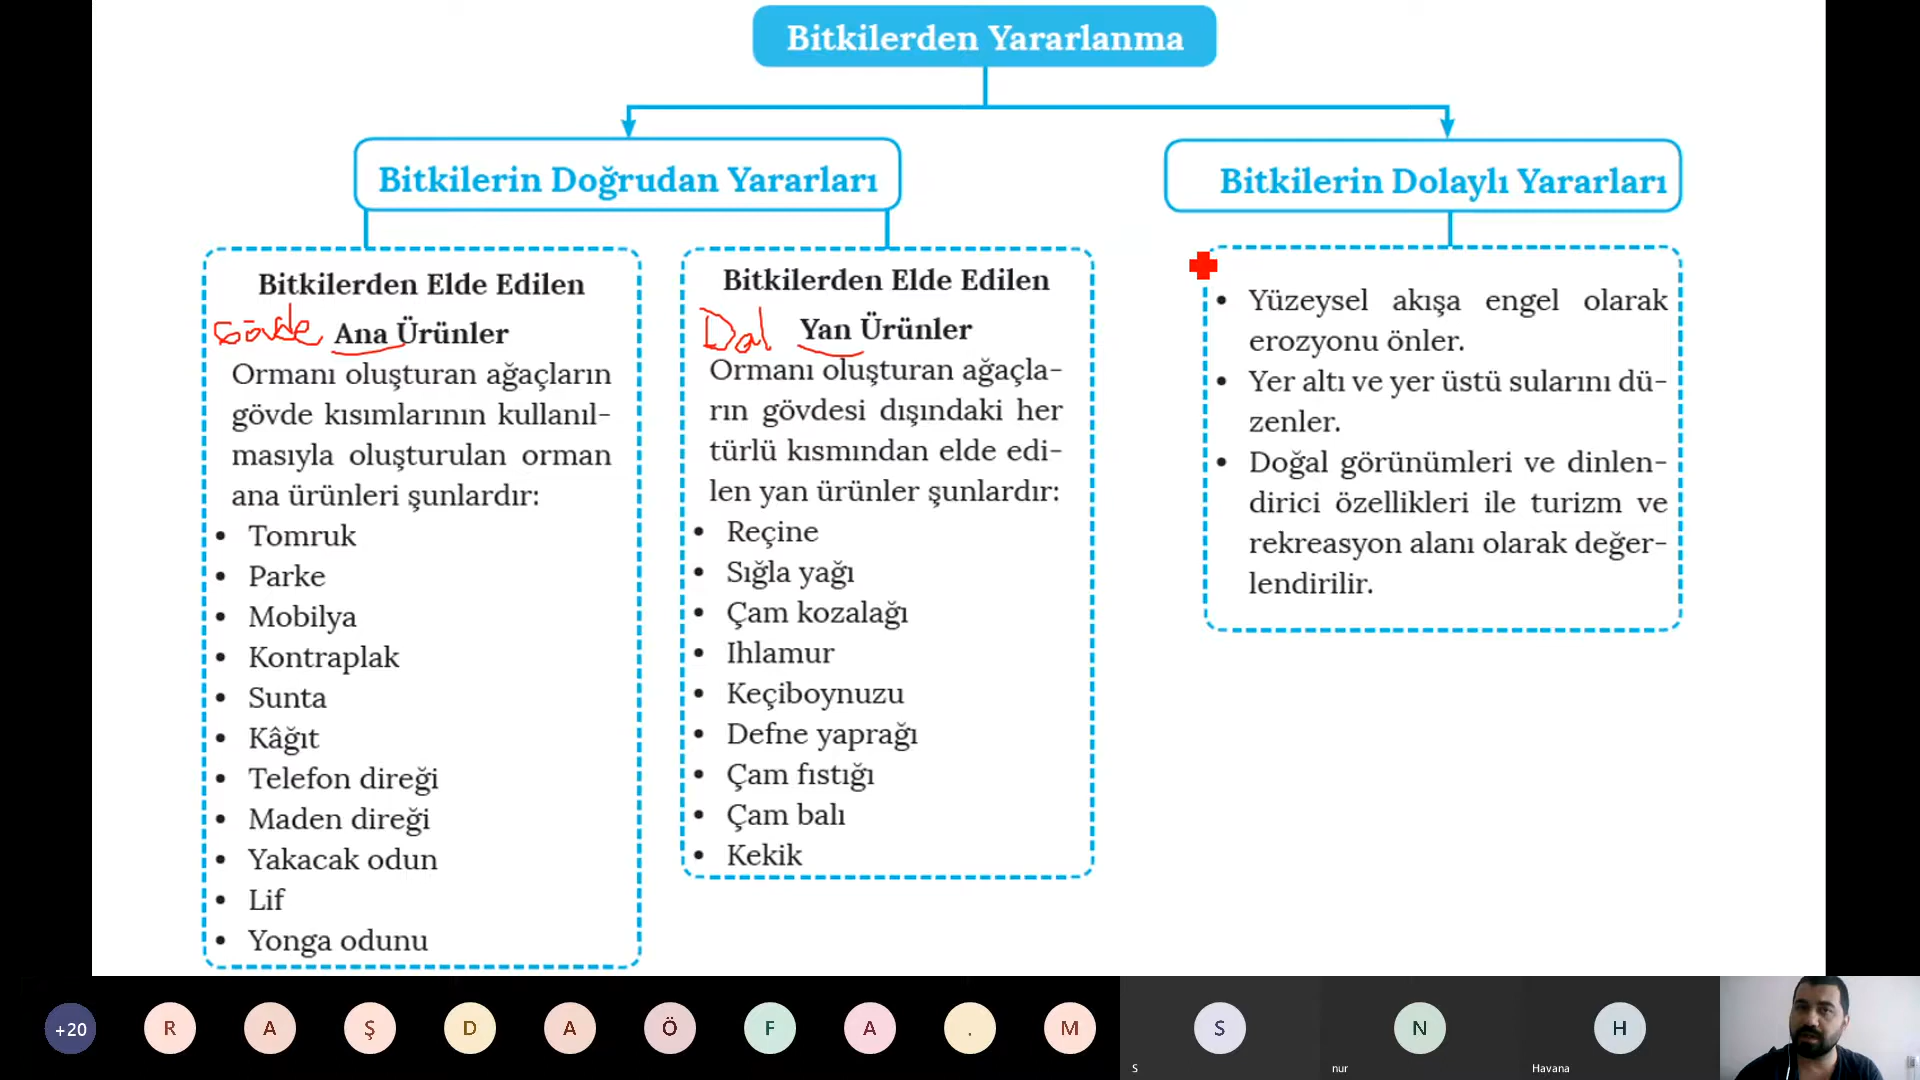 Bitkilerden Yararlanma
Bitkilerin Doğrudan Yararları
Bitkilerden Elde Edilen
Gövde Ana Ürünler
Ormanı oluşturan ağaçların
gövde kısımlarının kullanıl-
masıyla oluşturulan orman
ana ürünleri şunlardır:
• Tomruk
• Parke
• Mobilya
• Kontraplak
• Sunta
• Kâğıt
• Telefon direği
• Maden direği
• Yakacak odun
• Lif
• Yonga odunu
Bitkilerden Elde Edilen
Dal Yan Ürünler
Ormanı oluşturan ağaçla-
rın gövdesi dışındaki her
türlü kısmından elde edi-
len yan ürünler şunlardır:
• Reçine
• Sığla yağı
• Çam kozalağı
• Ihlamur
• Keçiboynuzu
• Defne yaprağı
• Çam fıstığı
• Çam balı
• Kekik
Bitkilerin Dolaylı Yararları
• Yüzeysel akışa engel olarak
erozyonu önler.
• Yer altı ve yer üstü sularını dü-
zenler.
• Doğal görünümleri ve dinlen-
dirici özellikleri ile turizm ve
rekreasyon alanı olarak değer-
lendirilir.
+20 R A Ş D A Ö F A . M S N H
S nur Havana